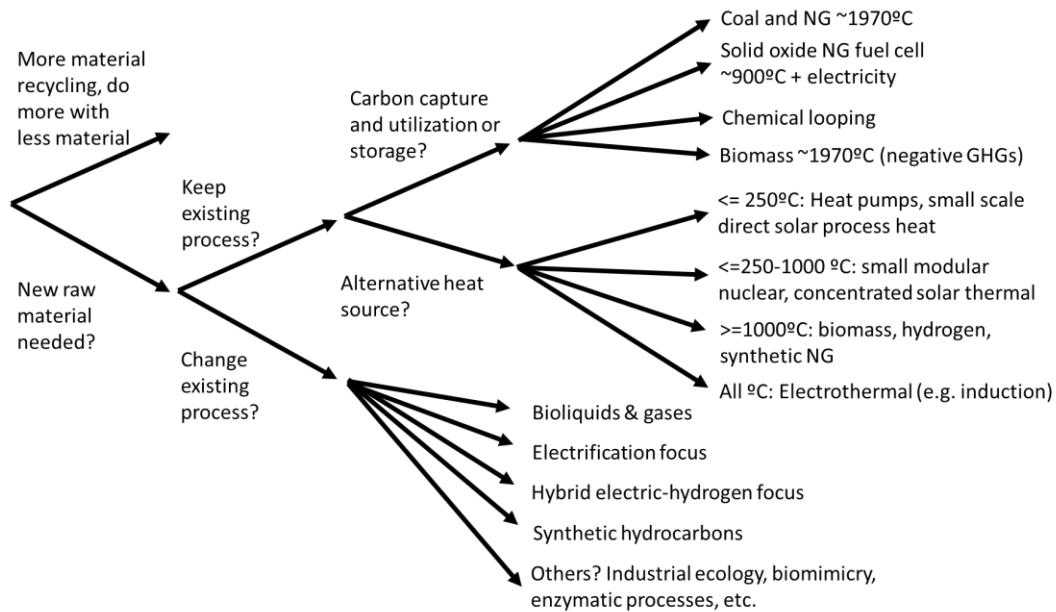 More material
recycling, do
more with
less material
New raw
material
needed?
Keep
existing
process?
Change
existing
process?
Carbon capture
and utilization or
storage?
Alternative heat
source?
Coal and NG ~1970ºC
Solid oxide NG fuel cell
~900ºC + electricity
Chemical looping
Biomass ~1970ºC (negative GHGs)
<= 250ºC: Heat pumps, small scale
direct solar process heat
<=250-1000 ºC: small modular
nuclear, concentrated solar thermal
>=1000ºC: biomass, hydrogen,
synthetic NG
All ºC: Electrothermal (e.g. induction)
Bioliquids & gases
Electrification focus
Hybrid electric-hydrogen focus
Synthetic hydrocarbons
Others? Industrial ecology, biomimicry,
enzymatic processes, etc.